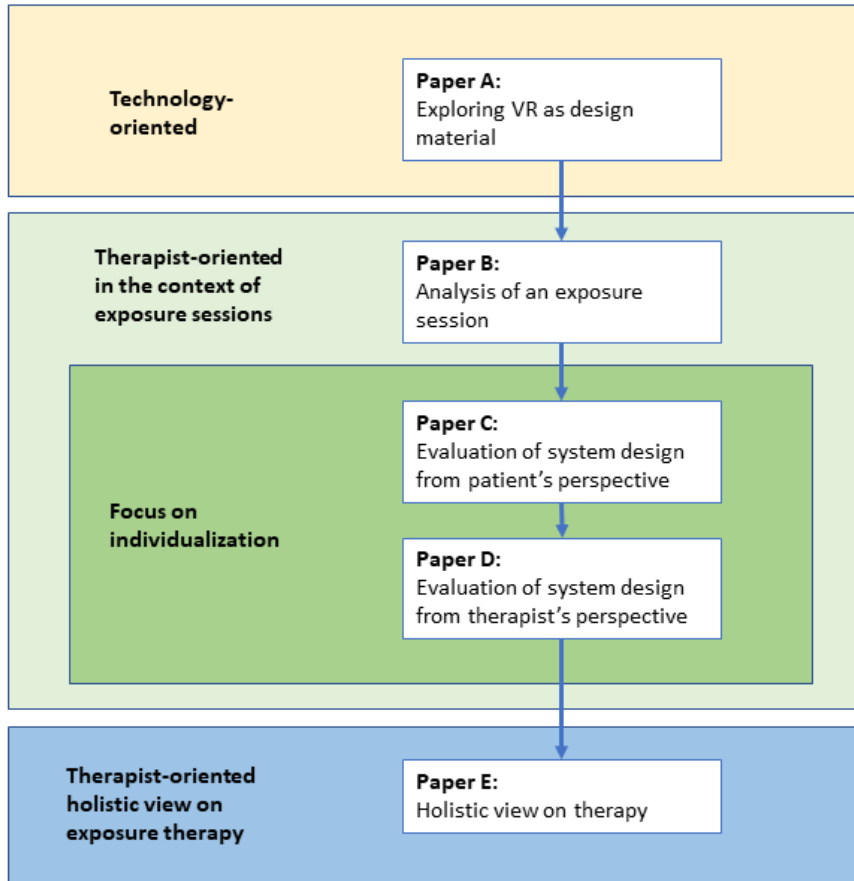 Technology-
oriented
Paper A:
Exploring VR as design
material
Therapist-oriented
in the context of
exposure sessions
Paper B:
Analysis of an exposure
session
Focus on
individualization
Paper C:
Evaluation of system design
from patient's perspective
Paper D:
Evaluation of system design
from therapist's perspective
Therapist-oriented
holistic view on
exposure therapy
Paper E:
Holistic view on therapy